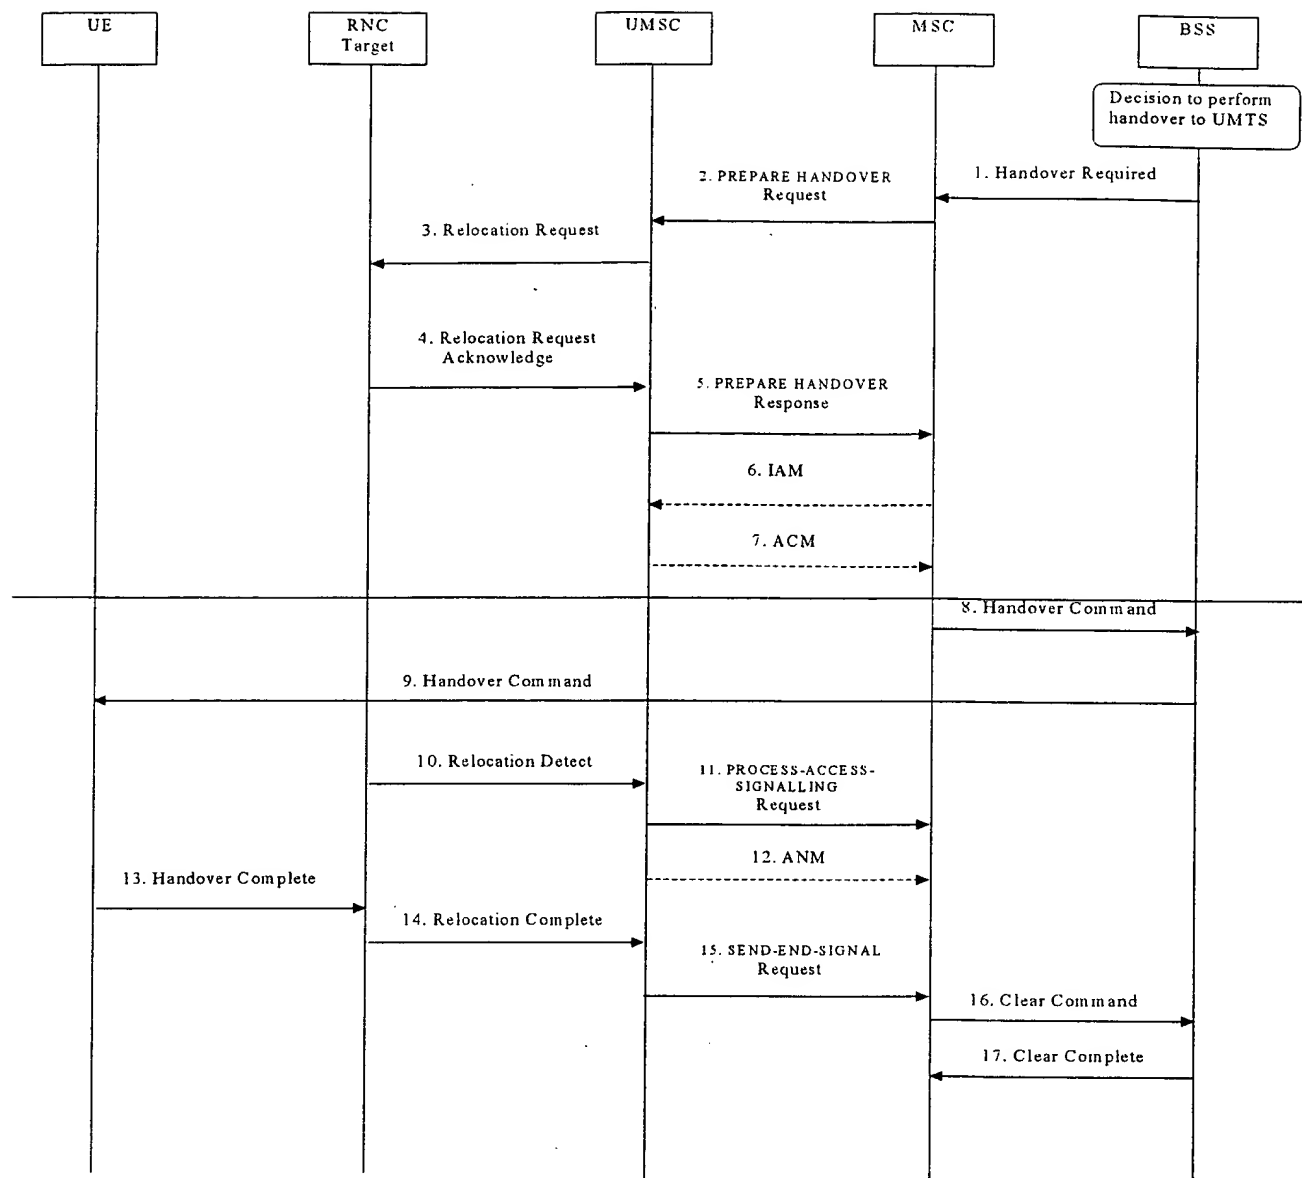 UE
RNC
Target
UMSC
MSC
BSS
Decision to perform
handover to UMTS
1. Handover Required
2. PREPARE HANDOVER
Request
3. Relocation Request
4. Relocation Request
Acknowledge
5. PREPARE HANDOVER
Response
6. IAM
7. ACM
8. Handover Command
9. Handover Command
10. Relocation Detect
11. PROCESS-ACCESS-
SIGNALLING
Request
12. ANM
13. Handover Complete
14. Relocation Complete
15. SEND-END-SIGNAL
Request
16. Clear Command
17. Clear Complete